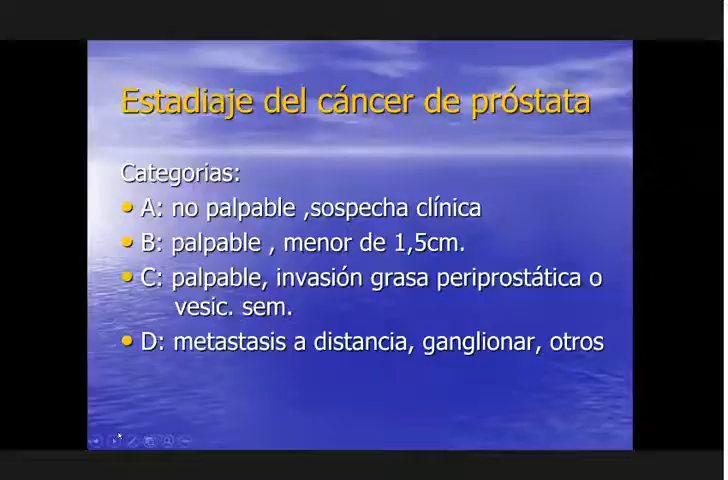 Estadiaje del cáncer de próstata
Categorias:
• A: no palpable ,sospecha clínica
• B: palpable , menor de 1,5cm.
• C: palpable, invasión grasa periprostática o
vesic. sem.
• D: metastasis a distancia, ganglionar, otros